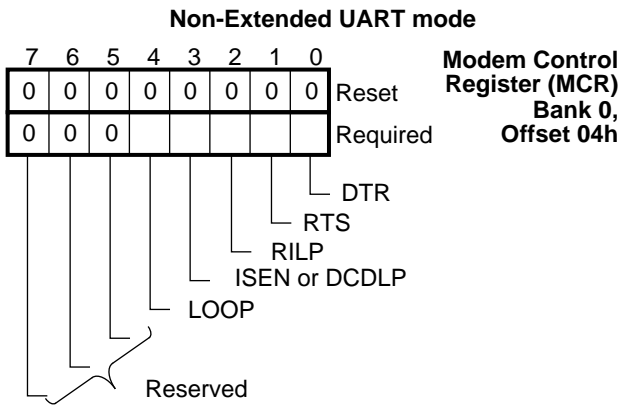 Non-Extended UART mode
7 6 5 4 3 2 1 0
Modem Control
Register (MCR)
Bank 0,
Offset 04h
0 0 0 0 0 0 0 0 Reset
0 0 0 Required
DTR
RTS
RILP
ISEN or DCDLP
LOOP
Reserved